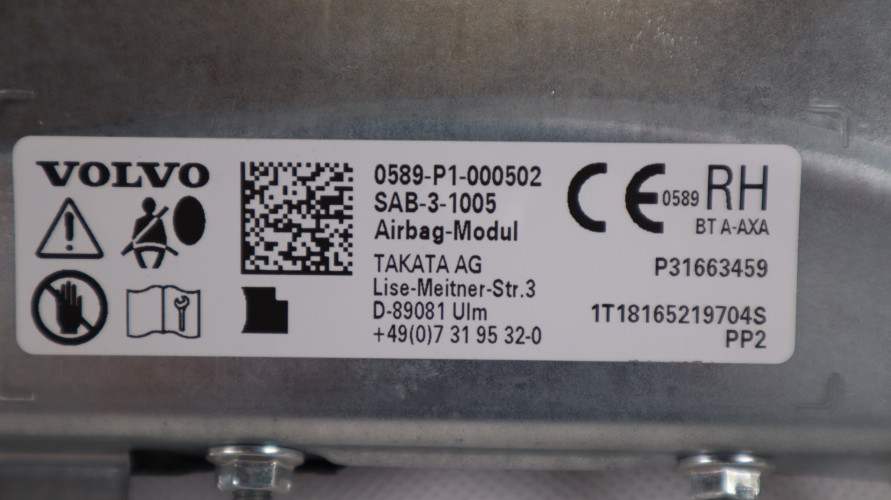 VOLVO
0589-P1-000502
SAB-3-1005
Airbag-Modul
TAKATA AG
Lise-Meitner-Str.3
D-89081 Ulm
+49(0)7 31 95 32-0
CE 0589 RH
BT A-AXA
P31663459
1T18165219704S
PP2